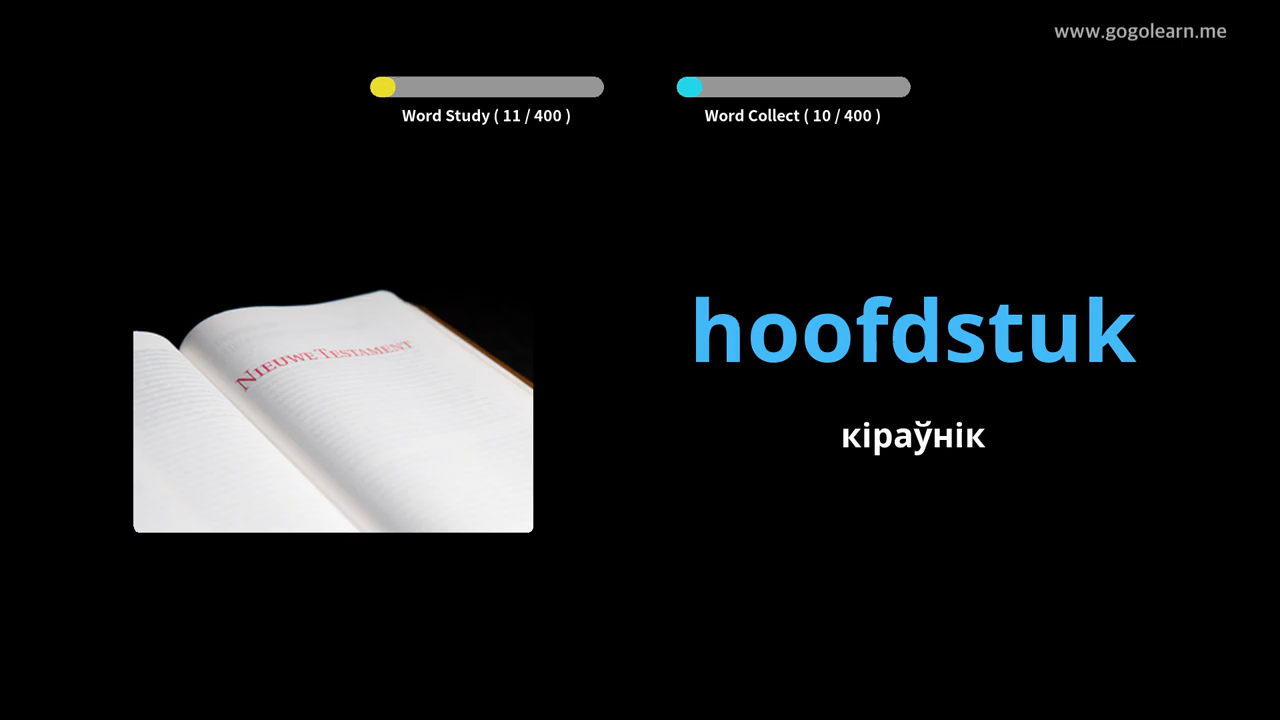 www.gogolearn.me
Word Study ( 11 / 400 )
Word Collect ( 10 / 400 )
NIEUWE TESTAMENT
hoofdstuk
кіраўнік